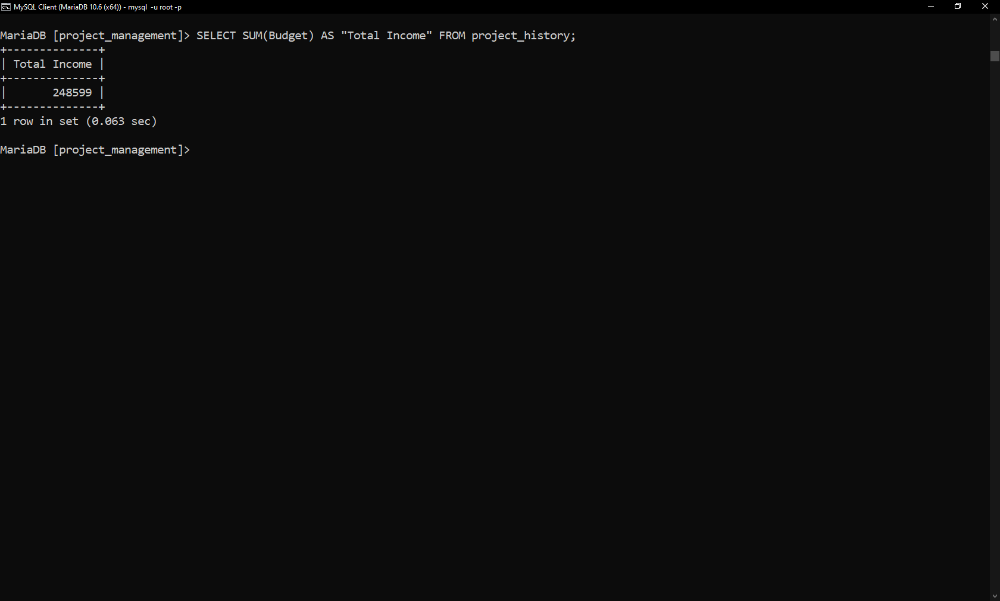 MySQL Client (MariaDB 10.6 (x64)) - mysql  -u root -p
MariaDB [project_management]> SELECT SUM(Budget) AS "Total Income" FROM project_history;
+--------------+
| Total Income |
+--------------+
|       248599 |
+--------------+
1 row in set (0.063 sec)
MariaDB [project_management]>